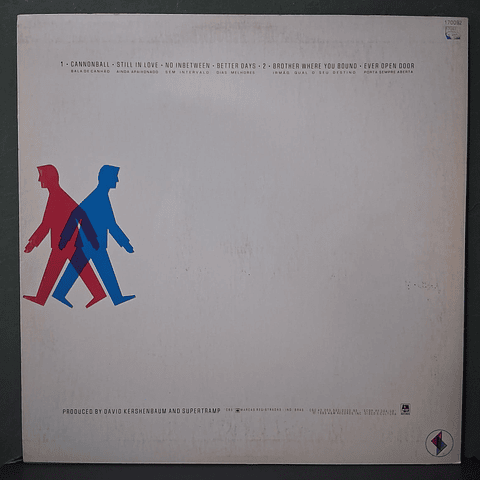 1 • CANNONBALL • STILL IN LOVE • NO INBETWEEN • BETTER DAYS • 2 • BROTHER WHERE YOU BOUND • EVER OPEN DOOR
BALA DE CANHÃO AINDA APAIXONADO SEM INTERVALO DIAS MELHORES IRMÃO QUAL O SEU DESTINO PORTA SEMPRE ABERTA
PRODUCED BY DAVID KERSHENBAUM AND SUPERTRAMP